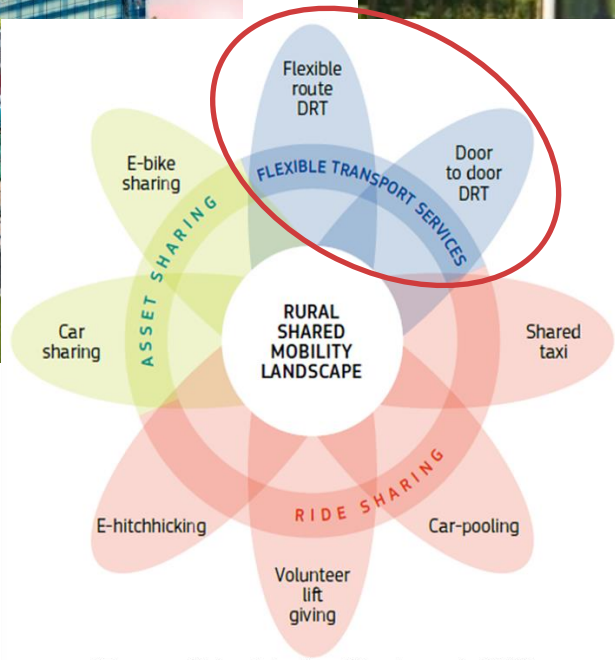 Flexible
route
DRT
Door
to door
DRT
E-bike
sharing
FLEXIBLE TRANSPORT SERVICES
ASSET SHARING
Car
sharing
RURAL
SHARED
MOBILITY
LANDSCAPE
Shared
taxi
RIDE SHARING
E-hitchhicking
Car-pooling
Volunteer
lift
giving